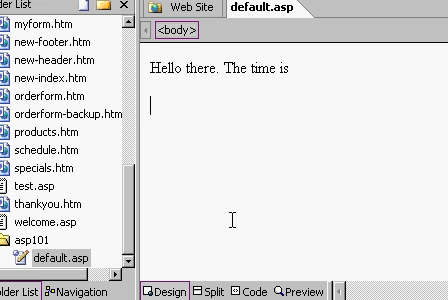 der List
Web Site
default.asp
<body>
myform.htm
new-footer.htm
new-header.htm
new-index.htm
orderform.htm
orderform-backup.htm
products.htm
schedule.htm
specials.htm
test.asp
thankyou.htm
welcome.asp
asp101
default.asp
Hello there. The time is
older List
Navigation
Design
Split
Code
Preview